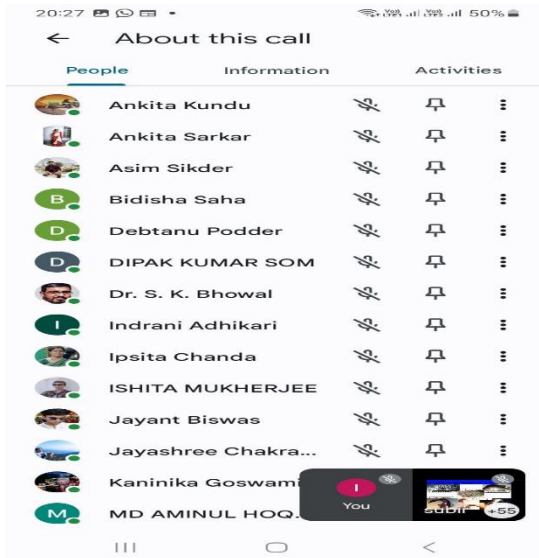 20:27 50%
About this call
People Information Activities
Ankita Kundu
Ankita Sarkar
Asim Sikder
B Bidisha Saha
D Debtanu Podder
D DIPAK KUMAR SOM
Dr. S. K. Bhowal
I Indrani Adhikari
Ipsita Chanda
ISHITA MUKHERJEE
Jayant Biswas
Jayashree Chakra...
Kaninika Goswami
I
You
+55
M MD AMINUL HOQ.